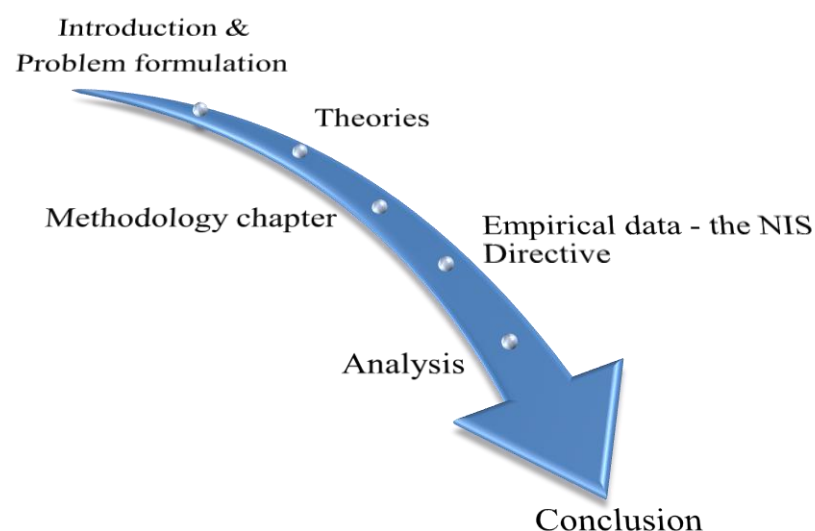 Introduction &
Problem formulation
Theories
Methodology chapter
Empirical data - the NIS
Directive
Analysis
Conclusion